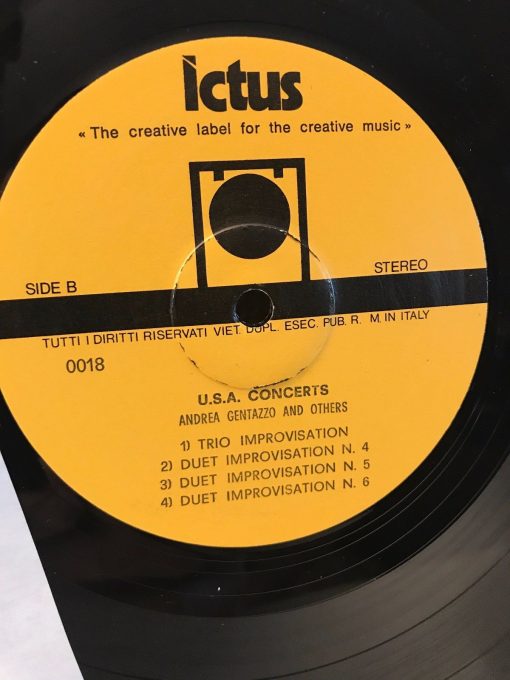 ictus
« The creative label for the creative music »
SIDE B
STEREO
TUTTI I DIRITTI RISERVATI VIET. DUPL. ESEC. PUB. R. M. IN ITALY
0018
U.S.A. CONCERTS
ANDREA GENTAZZO AND OTHERS
1) TRIO IMPROVISATION
2) DUET IMPROVISATION N. 4
3) DUET IMPROVISATION N. 5
4) DUET IMPROVISATION N. 6